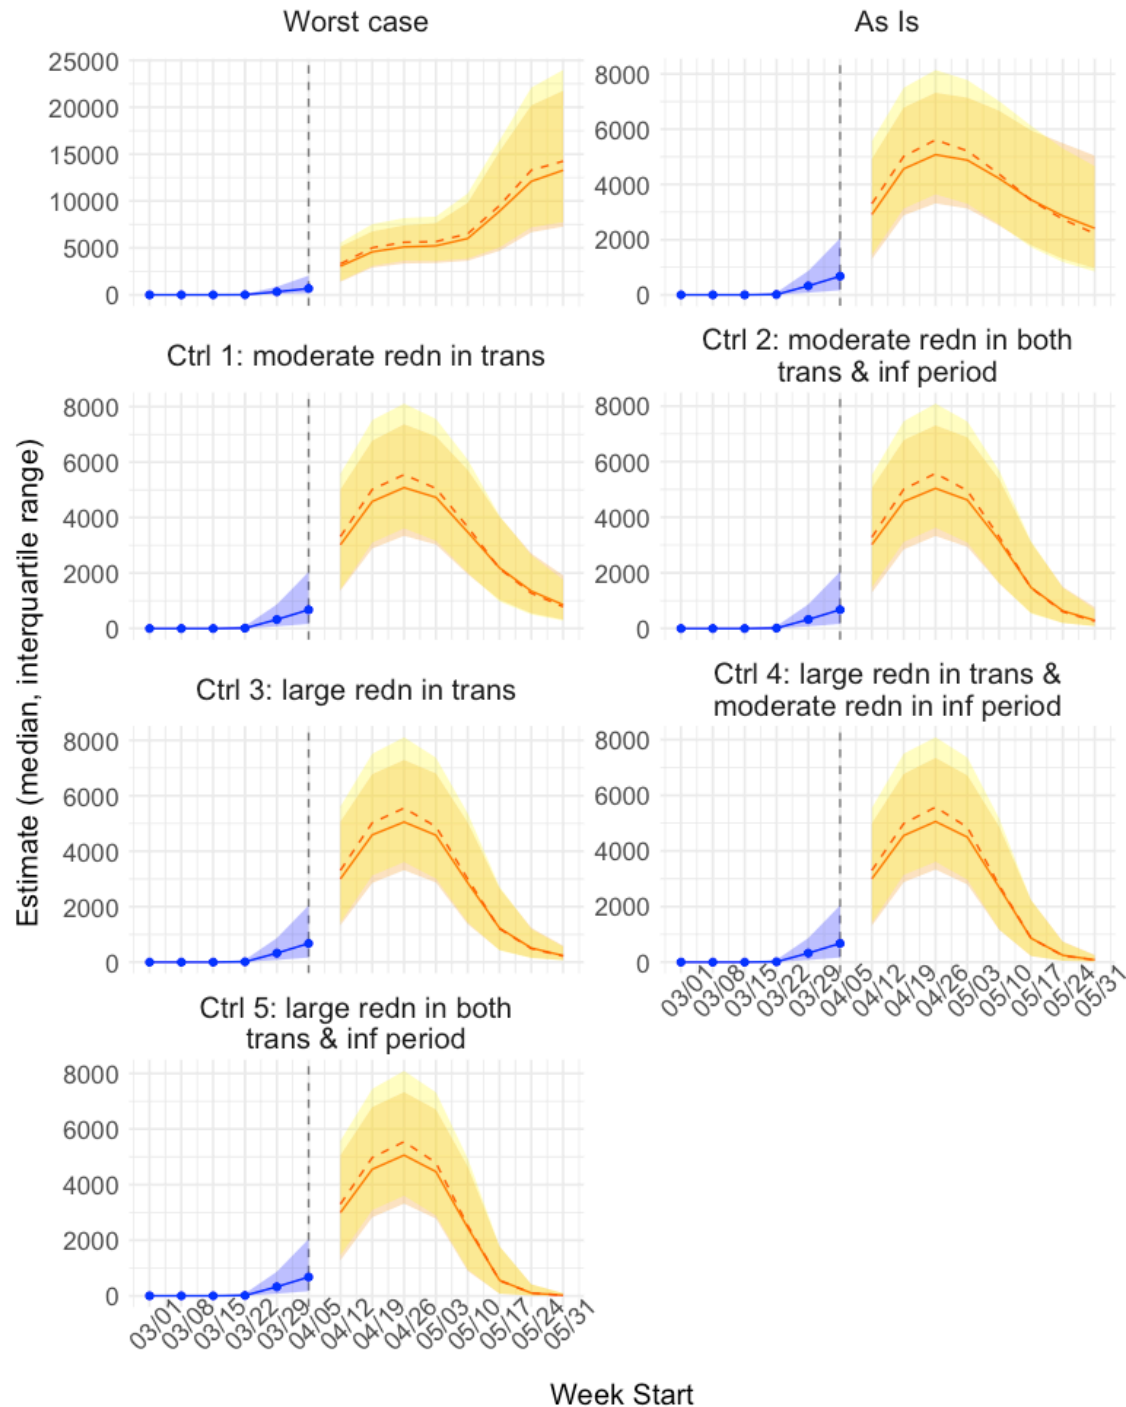 Worst case
As Is
25000
20000
15000
10000
5000
0
8000
6000
4000
2000
0
Ctrl 1: moderate redn in trans
Ctrl 2: moderate redn in both
trans & inf period
8000
6000
4000
2000
0
8000
6000
4000
2000
0
Estimate (median, interquartile range)
Ctrl 3: large redn in trans
Ctrl 4: large redn in trans &
moderate redn in inf period
8000
6000
4000
2000
0
8000
6000
4000
2000
0
03/01 03/08 03/15 03/22 03/29 04/05 04/12 04/19 04/26 05/03 05/10 05/17 05/24 05/31
Ctrl 5: large redn in both
trans & inf period
8000
6000
4000
2000
0
03/01 03/08 03/15 03/22 03/29 04/05 04/12 04/19 04/26 05/03 05/10 05/17 05/24 05/31
Week Start